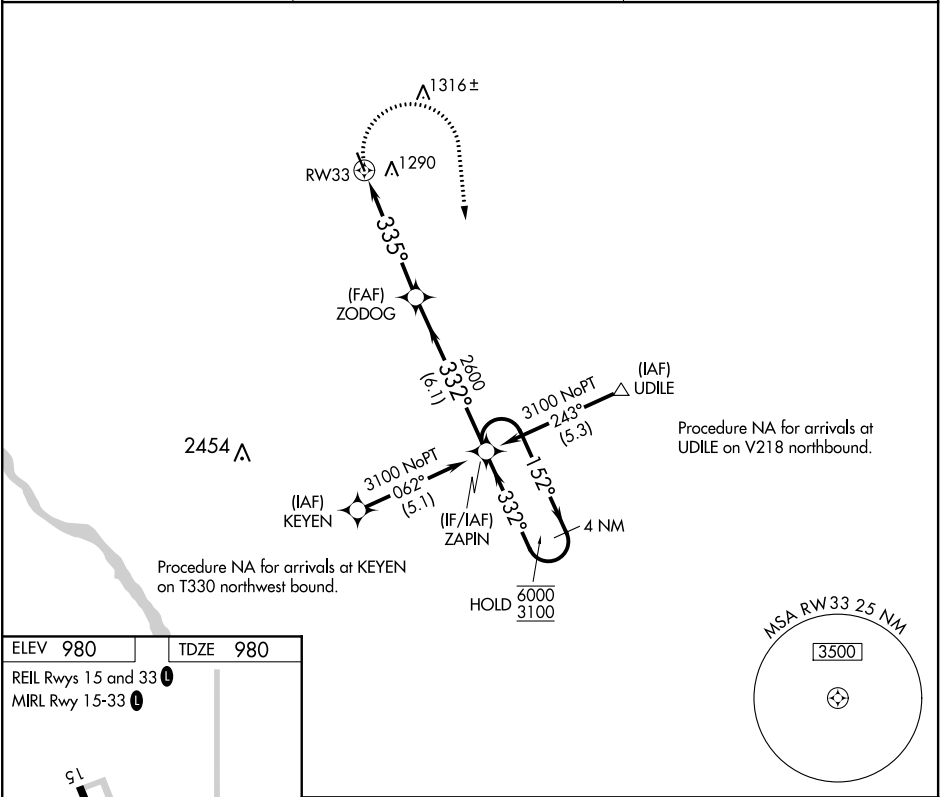 1316±
1290
RW33
335°
(FAF)
ZODOG
2600
332°
(6.1)
(IAF)
UDILE
3100 NoPT
243°
(5.3)
Procedure NA for arrivals at
UDILE on V218 northbound.
2454
3100 NoPT
062°
(5.1)
(IAF)
KEYEN
(IF/IAF)
ZAPIN
152°
332°
4 NM
Procedure NA for arrivals at KEYEN
on T330 northwest bound.
HOLD 6000
3100
MSA RW33 25 NM
3500
ELEV 980 TDZE 980
REIL Rwys 15 and 33 L
MIRL Rwy 15-33 L
15